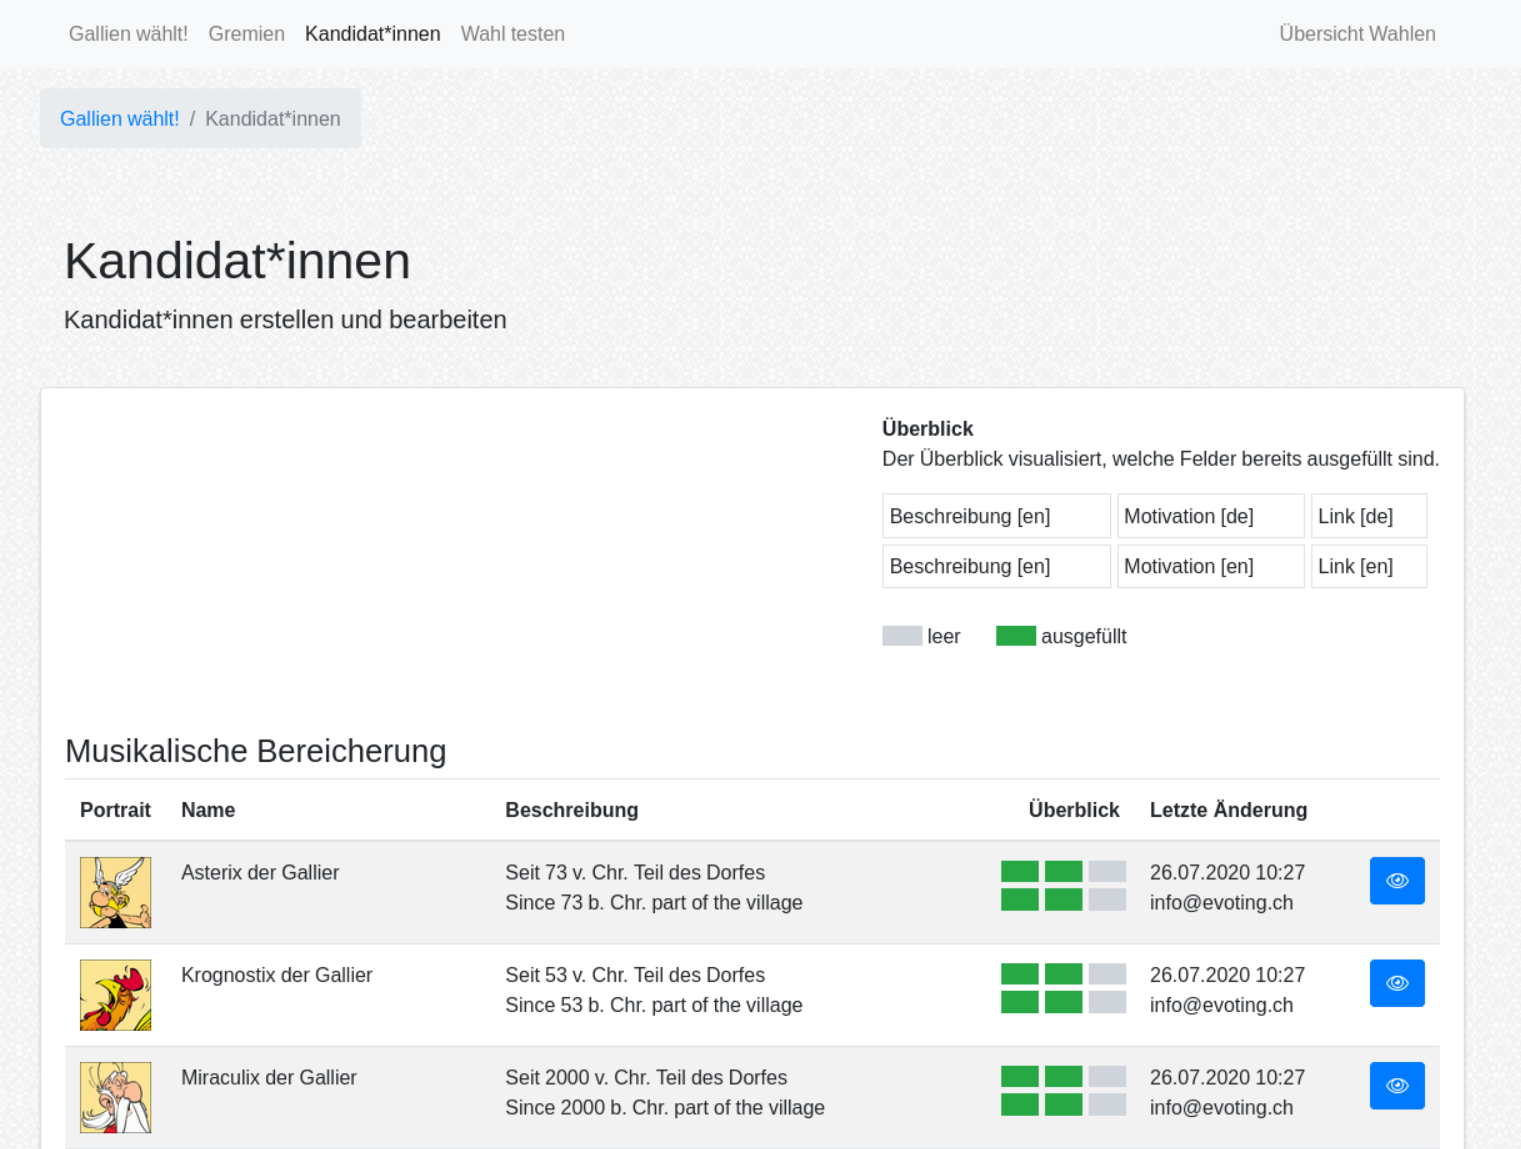 Gallien wählt! Gremien Kandidat*innen Wahl testen Übersicht Wahlen
Gallien wählt! / Kandidat*innen
Kandidat*innen
Kandidat*innen erstellen und bearbeiten
Überblick
Der Überblick visualisiert, welche Felder bereits ausgefüllt sind.
Beschreibung [en] Motivation [de] Link [de]
Beschreibung [en] Motivation [en] Link [en]
leer ausgefüllt
Musikalische Bereicherung
Portrait Name Beschreibung Überblick Letzte Änderung
Asterix der Gallier Seit 73 v. Chr. Teil des Dorfes 26.07.2020 10:27
Since 73 b. Chr. part of the village info@evoting.ch
Krognostix der Gallier Seit 53 v. Chr. Teil des Dorfes 26.07.2020 10:27
Since 53 b. Chr. part of the village info@evoting.ch
Miraculix der Gallier Seit 2000 v. Chr. Teil des Dorfes 26.07.2020 10:27
Since 2000 b. Chr. part of the village info@evoting.ch